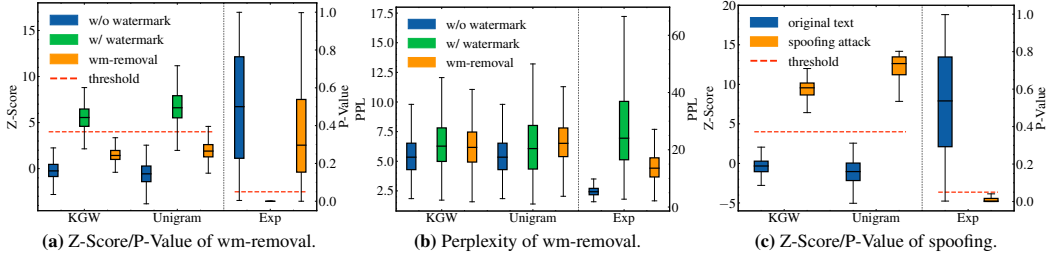 w/o watermark
w/ watermark
wm-removal
threshold
Z-Score
15
10
5
0
P-Value
1.0
0.8
0.6
0.4
0.2
0.0
KGW
Unigram
Exp
(a) Z-Score/P-Value of wm-removal.
w/o watermark
w/ watermark
wm-removal
PPL
17.5
15.0
12.5
10.0
7.5
5.0
2.5
PPL
60
40
20
0
KGW
Unigram
Exp
(b) Perplexity of wm-removal.
original text
spoofing attack
threshold
Z-Score
20
15
10
5
0
−5
P-Value
1.0
0.8
0.6
0.4
0.2
0.0
KGW
Unigram
Exp
(c) Z-Score/P-Value of spoofing.